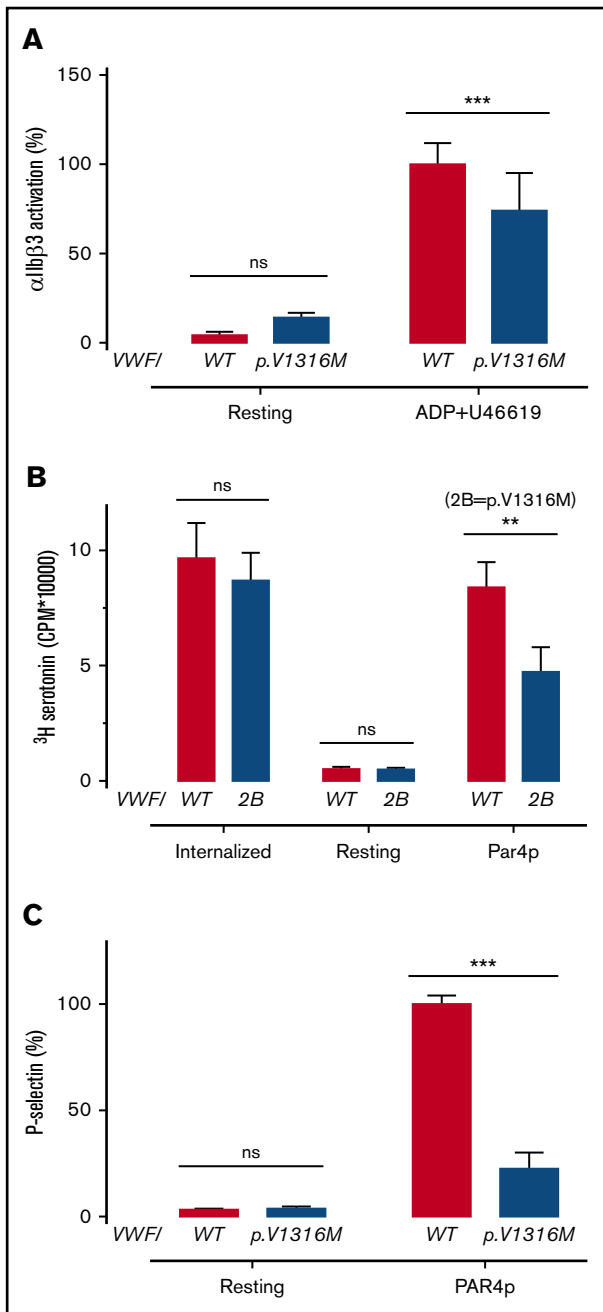 A
αIIbβ3 activation (%)
150
100
50
0
ns
***
VWF/ WT p.V1316M WT p.V1316M
Resting ADP+U46619
B
³H serotonin (CPM*10000)
10
5
0
ns
ns
(2B=p.V1316M)
**
VWF/ WT 2B WT 2B WT 2B
Internalized Resting Par4p
C
P-selectin (%)
100
50
0
ns
***
VWF/ WT p.V1316M WT p.V1316M
Resting PAR4p